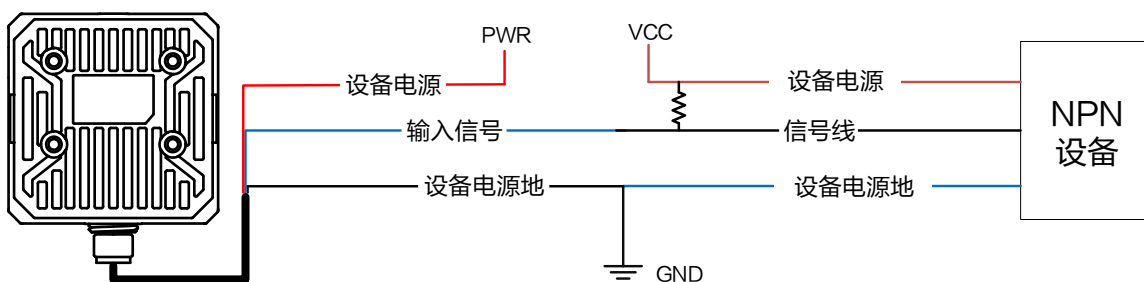 PWR
VCC
设备电源
设备电源
输入信号
信号线
NPN
设备
设备电源地
设备电源地
GND